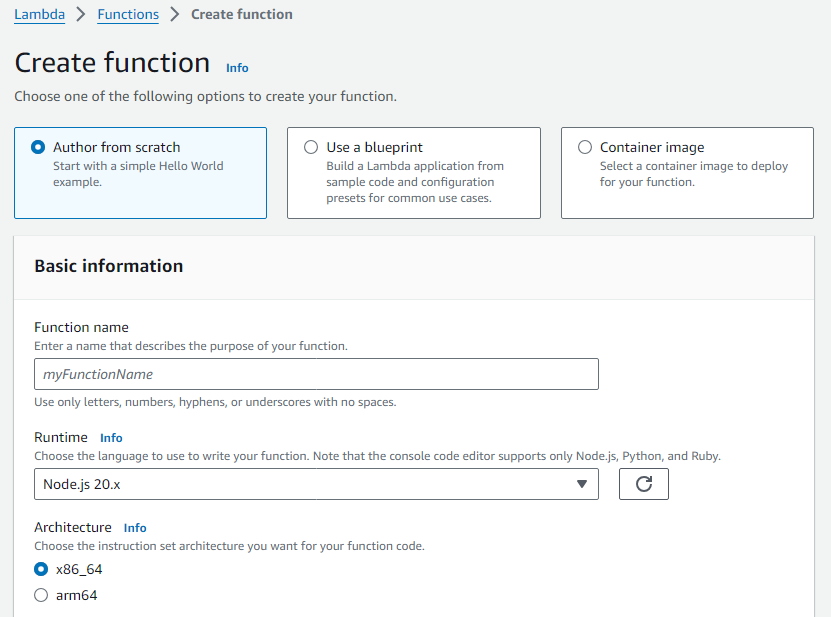 Lambda > Functions > Create function
Create function Info
Choose one of the following options to create your function.
Author from scratch
Start with a simple Hello World
example.
Use a blueprint
Build a Lambda application from
sample code and configuration
presets for common use cases.
Container image
Select a container image to deploy
for your function.
Basic information
Function name
Enter a name that describes the purpose of your function.
myFunctionName
Use only letters, numbers, hyphens, or underscores with no spaces.
Runtime Info
Choose the language to use to write your function. Note that the console code editor supports only Node.js, Python, and Ruby.
Node.js 20.x
Architecture Info
Choose the instruction set architecture you want for your function code.
x86_64
arm64